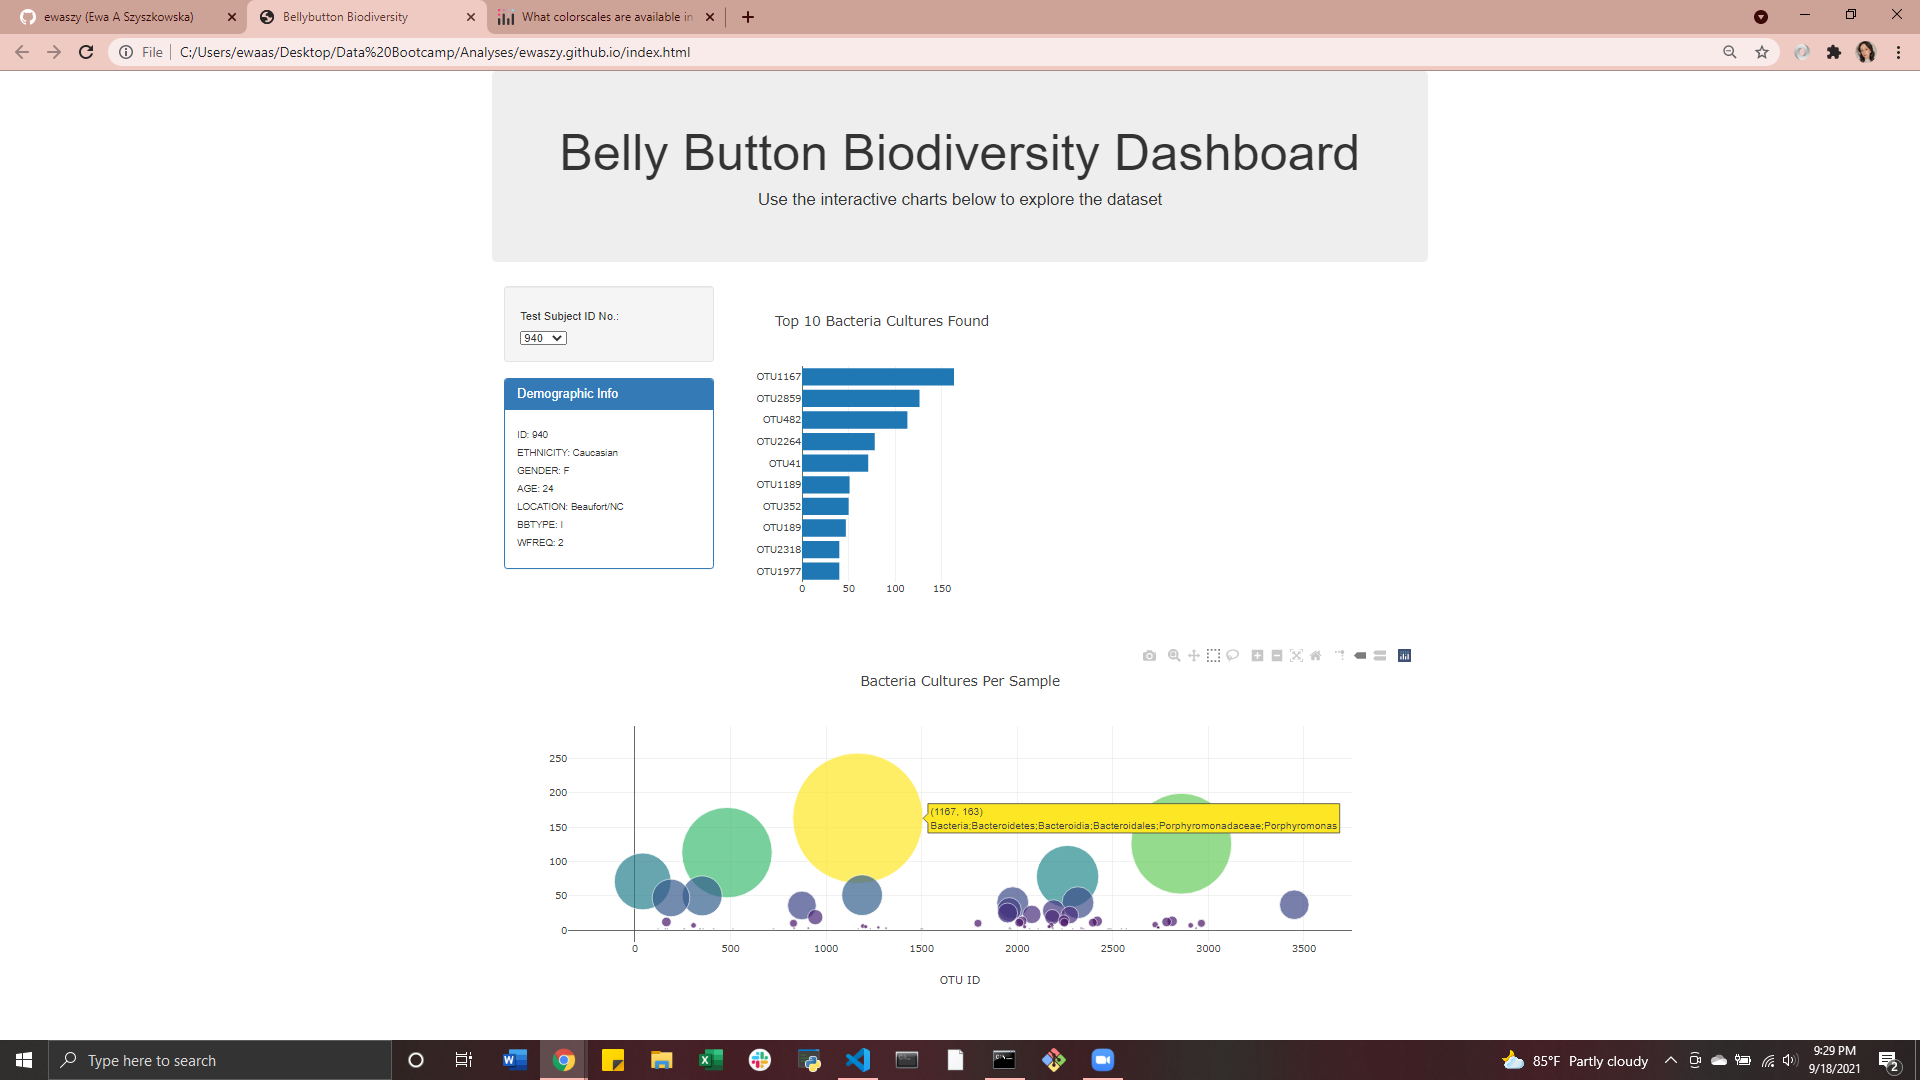 ewaszy (Ewa A Szyszkowska)
Bellybutton Biodiversity
What colorscales are available in
File
C:/Users/ewaas/Desktop/Data%20Bootcamp/Analyses/ewaszy.github.io/index.html
Belly Button Biodiversity Dashboard
Use the interactive charts below to explore the dataset
Test Subject ID No.:
940
Demographic Info
ID: 940
ETHNICITY: Caucasian
GENDER: F
AGE: 24
LOCATION: Beaufort/NC
BBTYPE: I
WFREQ: 2
Top 10 Bacteria Cultures Found
OTU1167
OTU2859
OTU482
OTU2264
OTU41
OTU1189
OTU352
OTU189
OTU2318
OTU1977
0 50 100 150
Bacteria Cultures Per Sample
250
200
150
100
50
0
(1167, 163)
Bacteria;Bacteroidetes;Bacteroidia;Bacteroidales;Porphyromonadaceae;Porphyromonas
0 500 1000 1500 2000 2500 3000 3500
OTU ID
Type here to search
85°F Partly cloudy
9:29 PM
9/18/2021
2